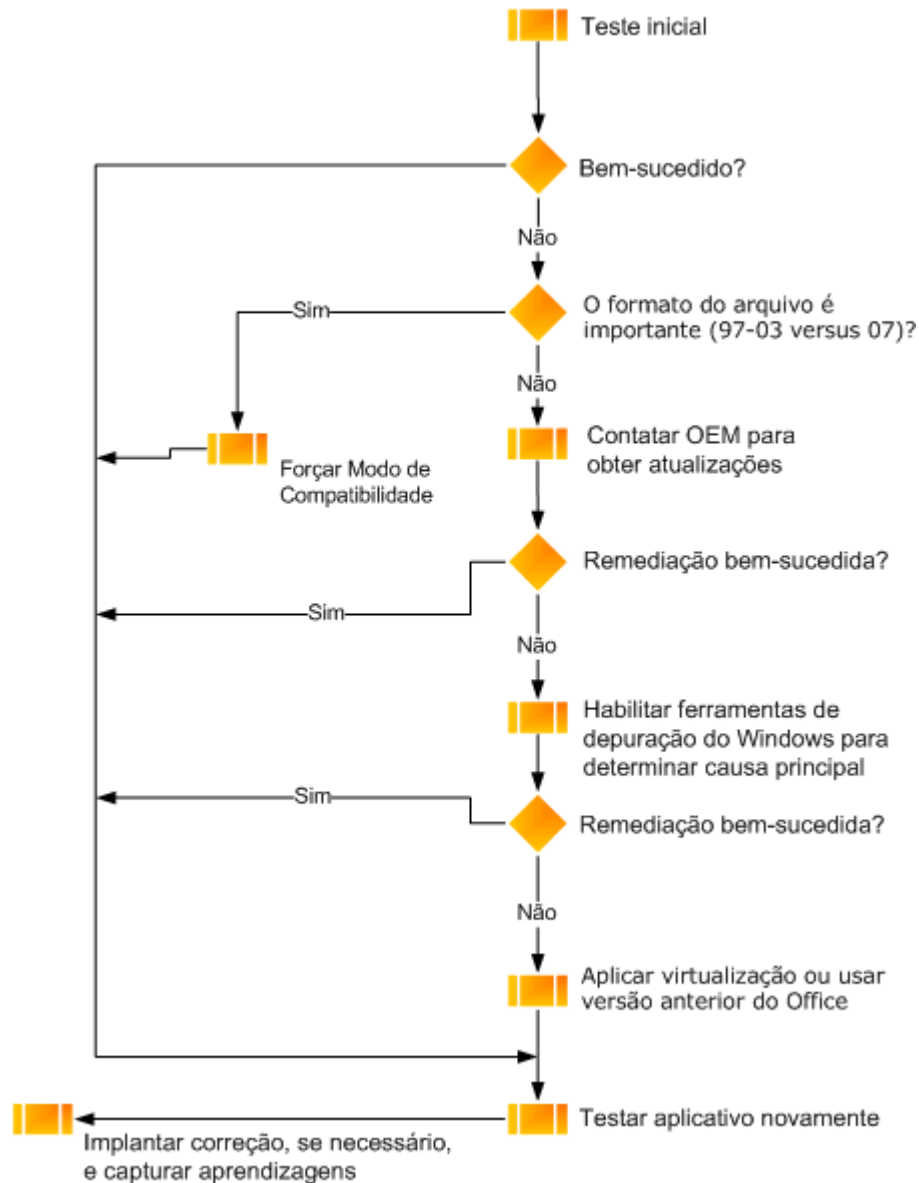 Teste inicial
Bem-sucedido?
Não
Sim
O formato do arquivo é
importante (97-03 versus 07)?
Não
Contatar OEM para
obter atualizações
Forçar Modo de
Compatibilidade
Remediação bem-sucedida?
Sim
Não
Habilitar ferramentas de
depuração do Windows para
determinar causa principal
Sim
Remediação bem-sucedida?
Não
Aplicar virtualização ou usar
versão anterior do Office
Testar aplicativo novamente
Implantar correção, se necessário,
e capturar aprendizagens